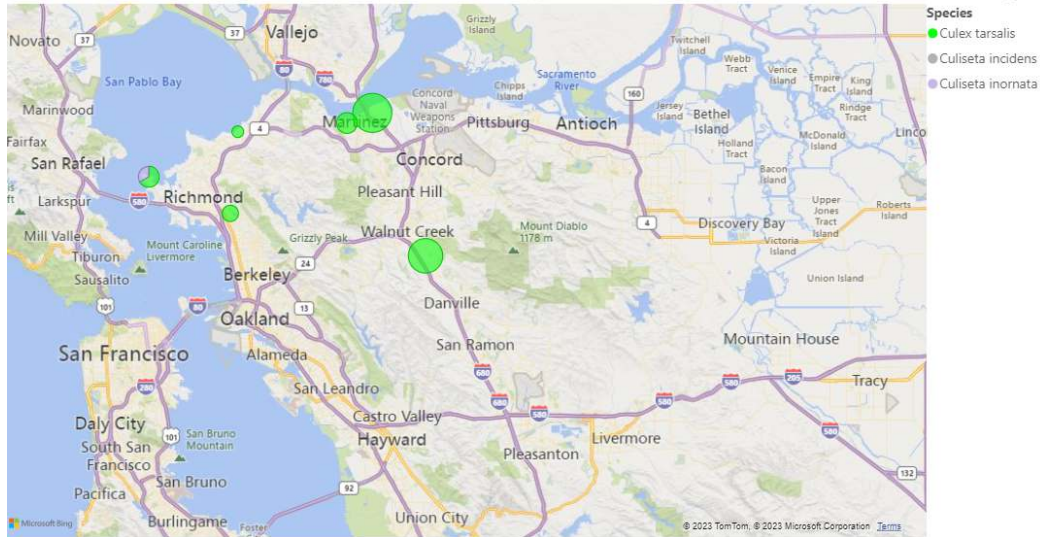 Species
Culex tarsalis
Culiseta incidens
Culiseta inornata
Grizzly
Island
Novato
37
37
Vallejo
80
780
Twitchell
Island
Webb
Tract
Venice
Island
Empire
Tract
King
Island
San Pablo Bay
Chipps
Island
Sacramento
River
160
Marinwood
Concord
Naval
Weapons
Station
Jersey
Island
Bethel
Island
Rindge
Tract
Martinez
Pittsburg
Antioch
4
McDonald
Island
Linco
Fairfax
Holland
Tract
San Rafael
Concord
Bacon
Island
580
Richmond
Pleasant Hill
Larkspur
Upper
Jones
Tract
Island
Roberts
Island
Mill Valley
Mount Caroline
Livermore
Grizzly Peak
Walnut Creek
Mount Diablo
1178 m
4
Discovery Bay
Victoria
Island
Tiburon
Sausalito
Berkeley
24
Union Island
101
80
Danville
13
Oakland
San Francisco
Alameda
San Ramon
Mountain House
280
680
680
580
205
Tracy
San Leandro
580
580
Daly City
101
San Bruno
Mountain
Castro Valley
580
South San
Francisco
Hayward
Livermore
Pleasanton
132
San Bruno
92
Pacifica
Burlingame
Foster
Union City
Microsoft Bing
© 2023 TomTom, © 2023 Microsoft Corporation Terms